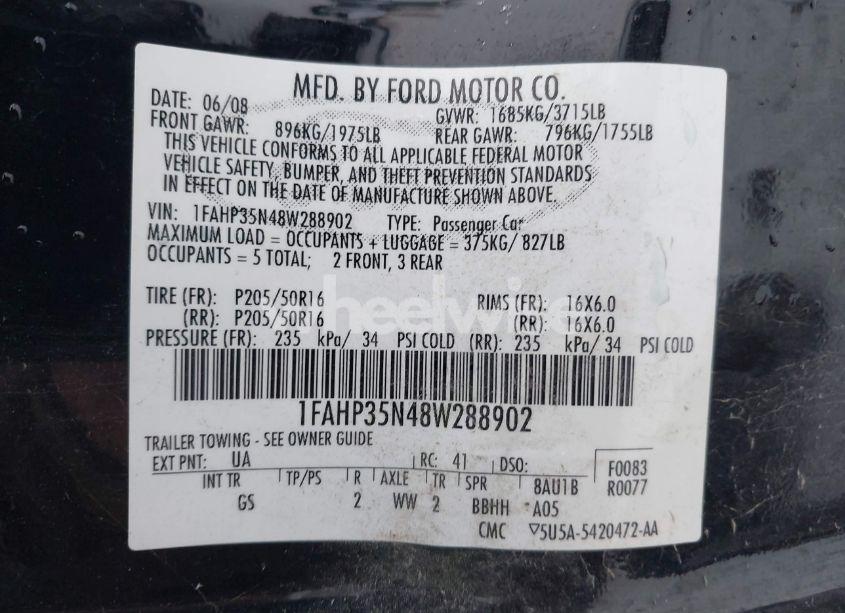 MFD. BY FORD MOTOR CO.
DATE: 06/08 GVWR: 1685KG/3715LB
FRONT GAWR: 896KG/1975LB REAR GAWR: 796KG/1755LB
THIS VEHICLE CONFORMS TO ALL APPLICABLE FEDERAL MOTOR
VEHICLE SAFETY, BUMPER, AND THEFT PREVENTION STANDARDS
IN EFFECT ON THE DATE OF MANUFACTURE SHOWN ABOVE.
VIN: 1FAHP35N48W288902 TYPE: Passenger Car
MAXIMUM LOAD = OCCUPANTS + LUGGAGE = 375KG/ 827LB
OCCUPANTS = 5 TOTAL; 2 FRONT, 3 REAR
TIRE (FR): P205/50R16 RIMS (FR): 16X6.0
(RR): P205/50R16 (RR): 16X6.0
PRESSURE (FR): 235 kPa/ 34 PSI COLD (RR): 235 kPa/ 34 PSI COLD
1FAHP35N48W288902
TRAILER TOWING - SEE OWNER GUIDE
EXT PNT: UA RC: 41 DSO: F0083
INT TR TP/PS R AXLE TR SPR 8AU1B R0077
GS 2 WW 2 BBHH A05
CMC 5U5A-5420472-AA